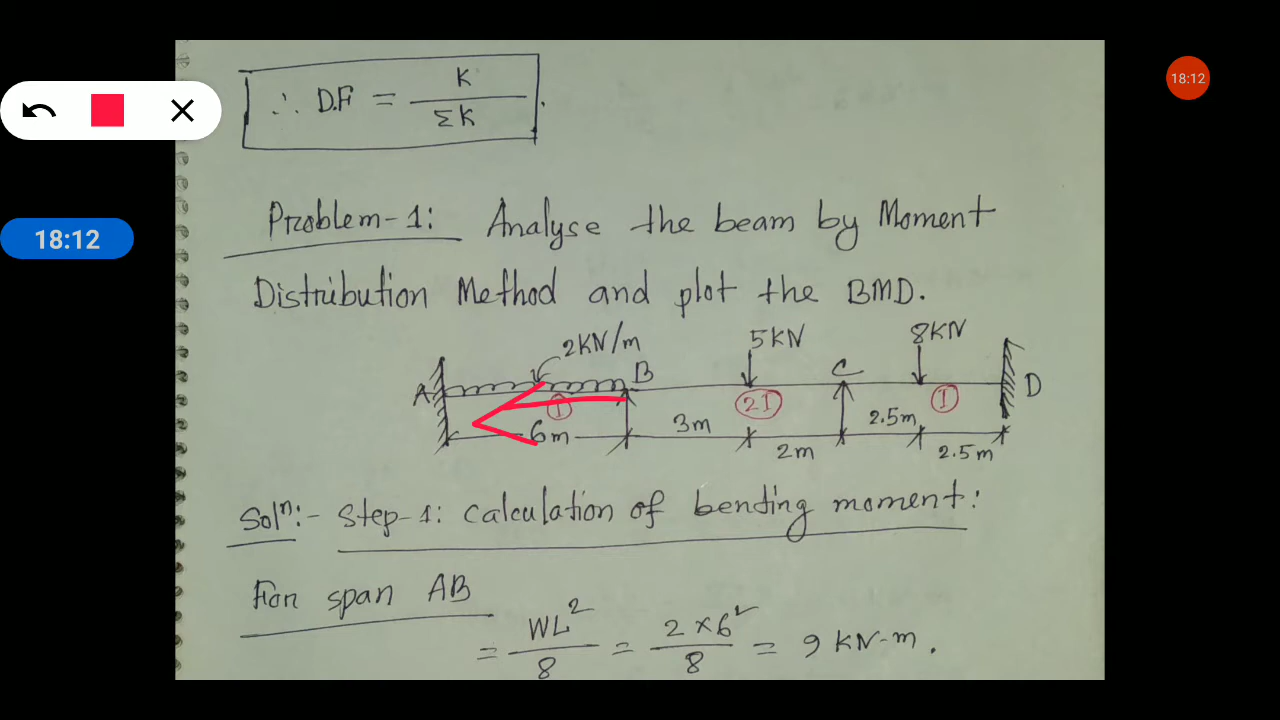 18:12
18:12
∴ D.F = K / ΣK .
Problem-1: Analyse the beam by Moment
Distribution Method and plot the BMD.
2KN/m 5KN 8KN
A B C D
I 2I I
6m 3m 2m 2.5m 2.5m
Solⁿ:- Step-1: Calculation of bending moment:
For span AB
= WL² / 8 = 2 × 6² / 8 = 9 KN-m.